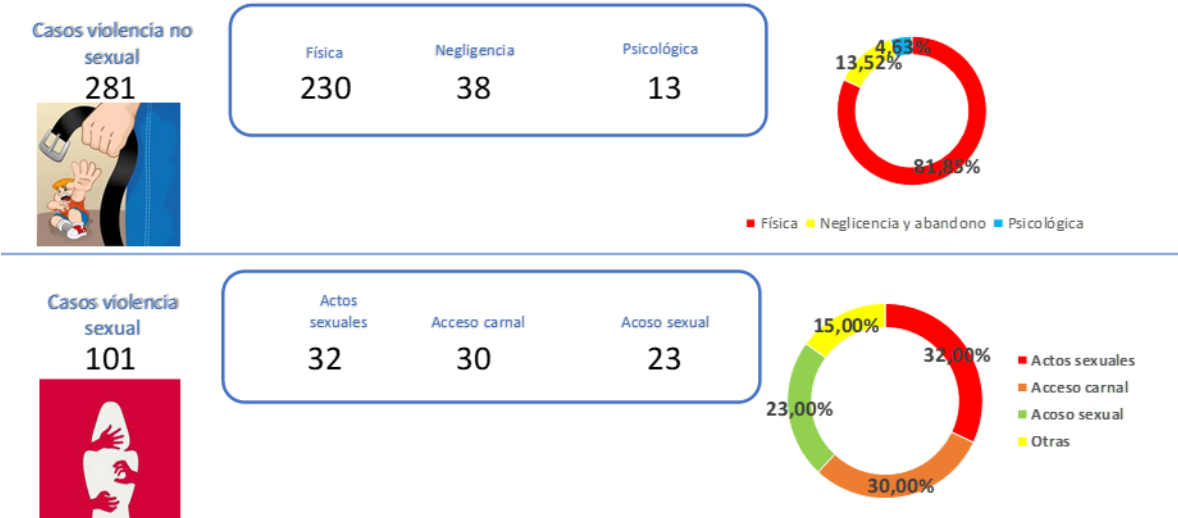 Casos violencia no
sexual
281
Física
Negligencia
Psicológica
230
38
13
4,63%
13,52%
81,85%
Física
Neglicencia y abandono
Psicológica
Casos violencia
sexual
101
Actos
sexuales
Acceso carnal
Acoso sexual
32
30
23
15,00%
32,00%
23,00%
30,00%
Actos sexuales
Acceso carnal
Acoso sexual
Otras